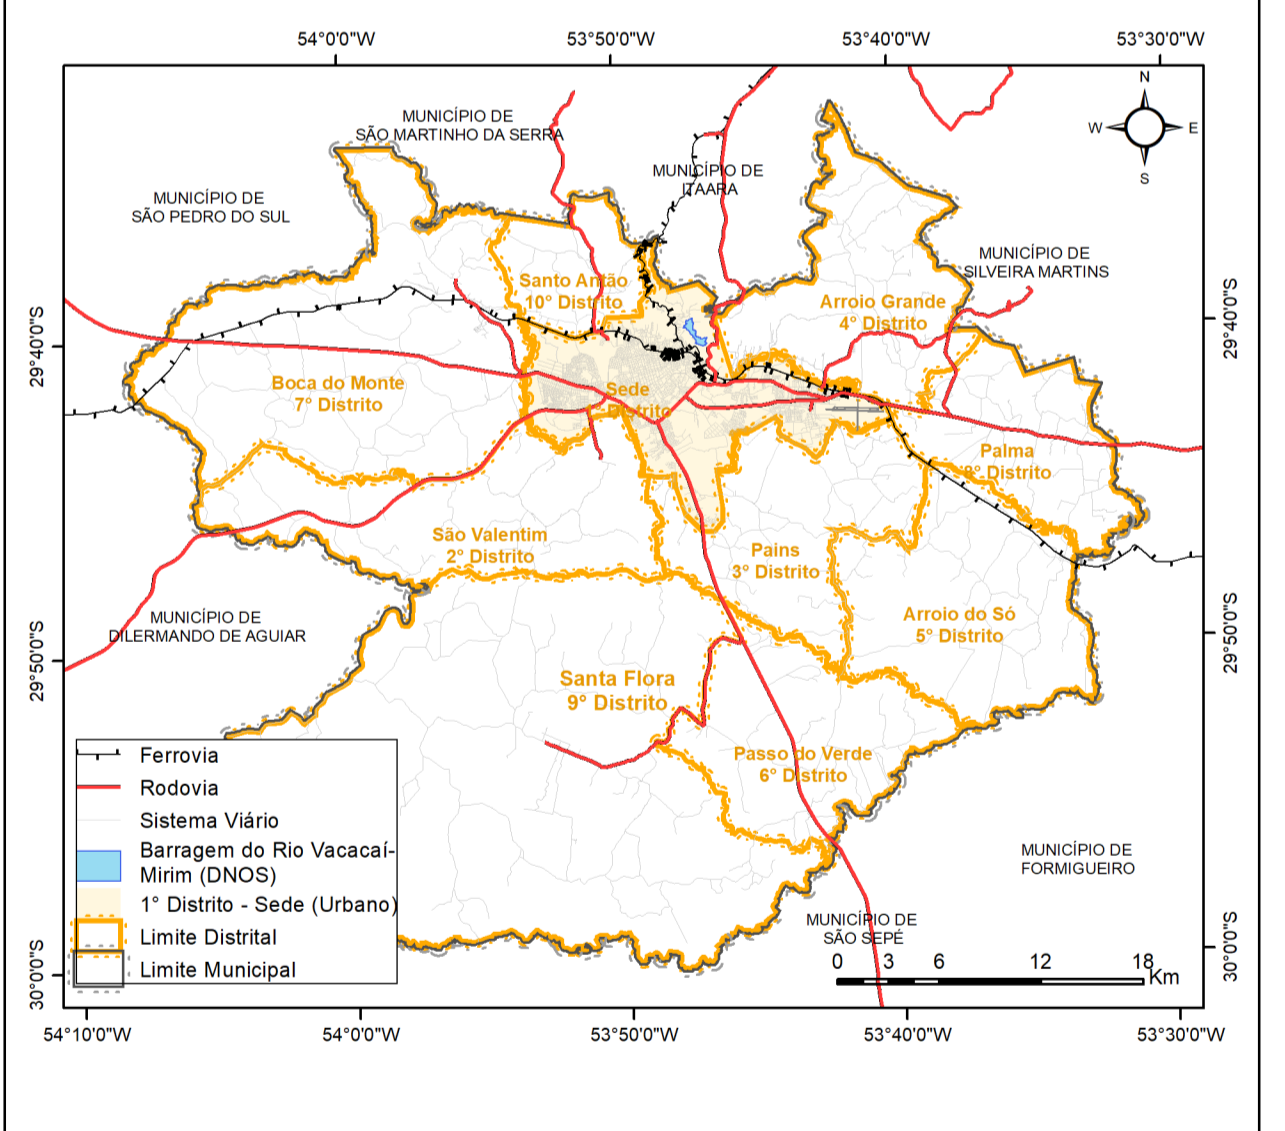 54°0'0"W
53°50'0"W
53°40'0"W
53°30'0"W
MUNICÍPIO DE
SÃO MARTINHO DA SERRA
N
W
E
S
MUNICÍPIO DE
ITAARA
MUNICÍPIO DE
SÃO PEDRO DO SUL
MUNICÍPIO DE
SILVEIRA MARTINS
Santo Antão
10° Distrito
Arroio Grande
4° Distrito
29°40'0"S
29°40'0"S
Boca do Monte
7° Distrito
Sede
Distrito
Palma
8° Distrito
São Valentim
2° Distrito
Pains
3° Distrito
Arroio do Só
5° Distrito
MUNICÍPIO DE
DILERMANDO DE AGUIAR
29°50'0"S
29°50'0"S
Santa Flora
9° Distrito
Passo do Verde
6° Distrito
Ferrovia
Rodovia
Sistema Viário
Barragem do Rio Vacacaí-
Mirim (DNOS)
1° Distrito - Sede (Urbano)
Limite Distrital
Limite Municipal
MUNICÍPIO DE
FORMIGUEIRO
MUNICÍPIO DE
SÃO SEPÉ
0 3 6 12 18
Km
30°0'0"S
30°0'0"S
54°10'0"W
54°0'0"W
53°50'0"W
53°40'0"W
53°30'0"W